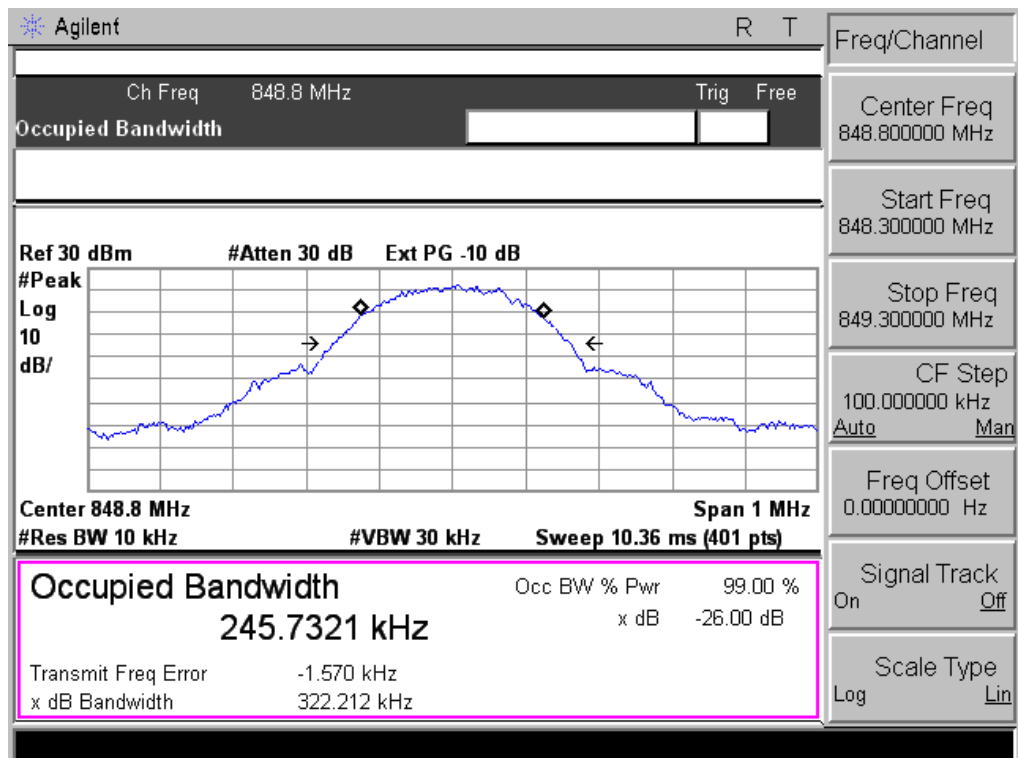 Agilent R T
Freq/Channel
Ch Freq 848.8 MHz Trig Free
Occupied Bandwidth
Center Freq
848.800000 MHz
Start Freq
848.300000 MHz
Ref 30 dBm #Atten 30 dB Ext PG -10 dB
#Peak
Log
10
dB/
Stop Freq
849.300000 MHz
CF Step
100.000000 kHz
Auto Man
Freq Offset
0.00000000 Hz
Center 848.8 MHz Span 1 MHz
#Res BW 10 kHz #VBW 30 kHz Sweep 10.36 ms (401 pts)
Occupied Bandwidth Occ BW % Pwr 99.00 %
245.7321 kHz x dB -26.00 dB
Transmit Freq Error -1.570 kHz
x dB Bandwidth 322.212 kHz
Signal Track
On Off
Scale Type
Log Lin